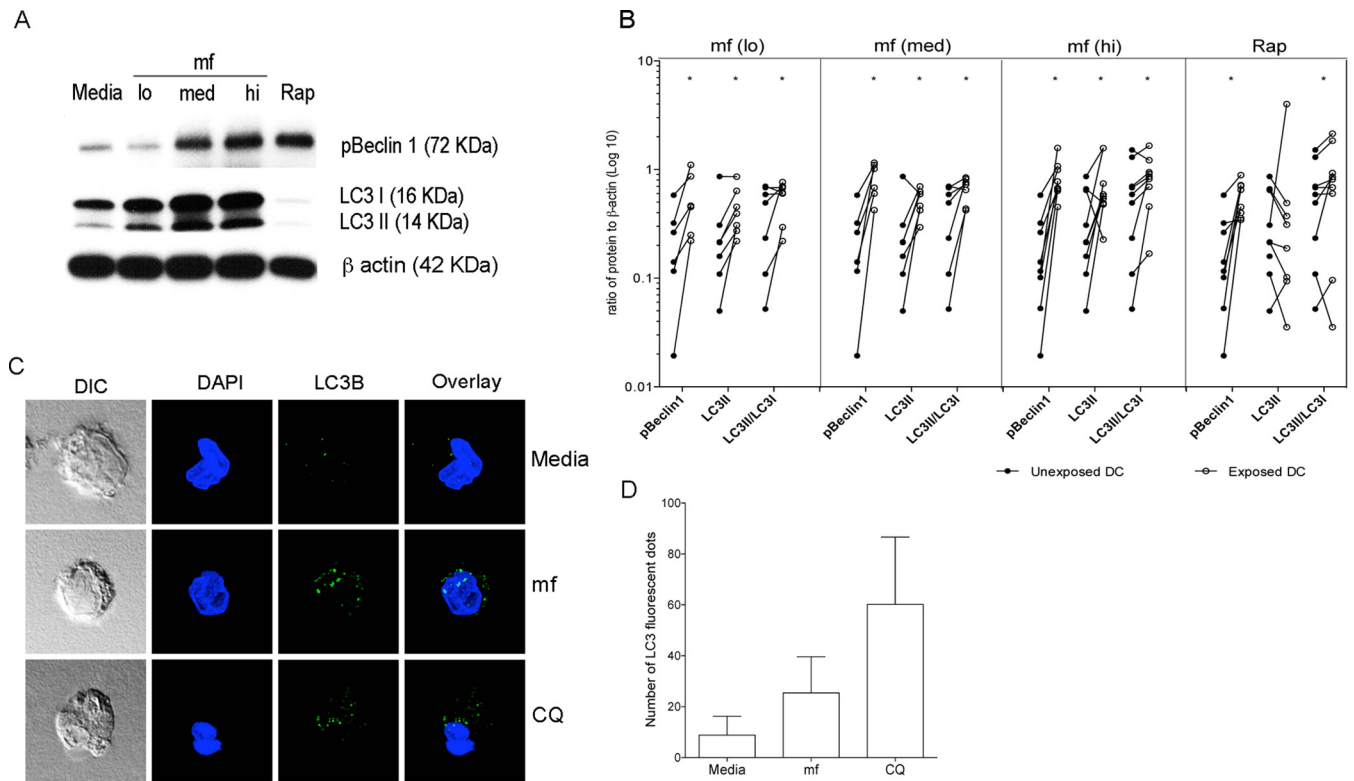 A
mf
Media lo med hi Rap
pBeclin 1 (72 KDa)
LC3 I (16 KDa)
LC3 II (14 KDa)
β actin (42 KDa)
B
mf (lo) mf (med) mf (hi) Rap
* * * * * * * * * * *
ratio of protein to β-actin (Log 10)
10
1
0.1
0.01
pBeclin1 LC3II LC3II/LC3I pBeclin1 LC3II LC3II/LC3I pBeclin1 LC3II LC3II/LC3I pBeclin1 LC3II LC3II/LC3I
Unexposed DC Exposed DC
C
DIC DAPI LC3B Overlay
Media
mf
CQ
D
Number of LC3 fluorescent dots
100
80
60
40
20
0
Media mf CQ